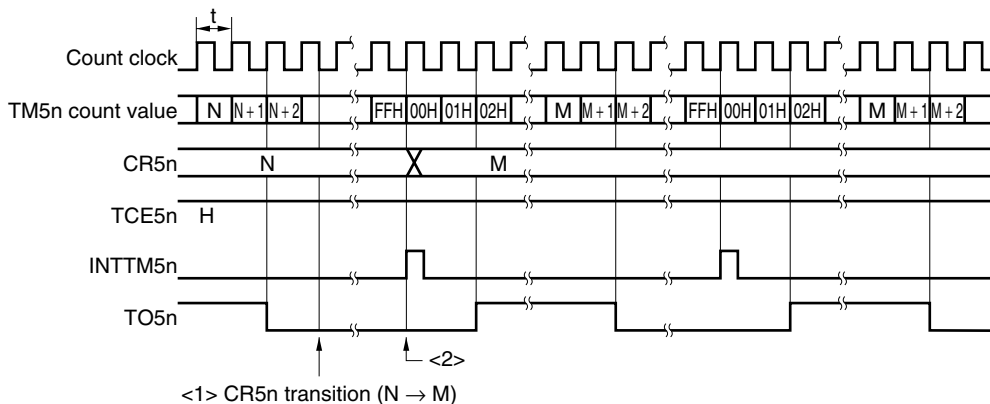 t
Count clock
TM5n count value N N+1 N+2 FFH 00H 01H 02H M M+1 M+2 FFH 00H 01H 02H M M+1 M+2
CR5n N M
TCE5n H
INTTM5n
TO5n
<2>
<1> CR5n transition (N → M)